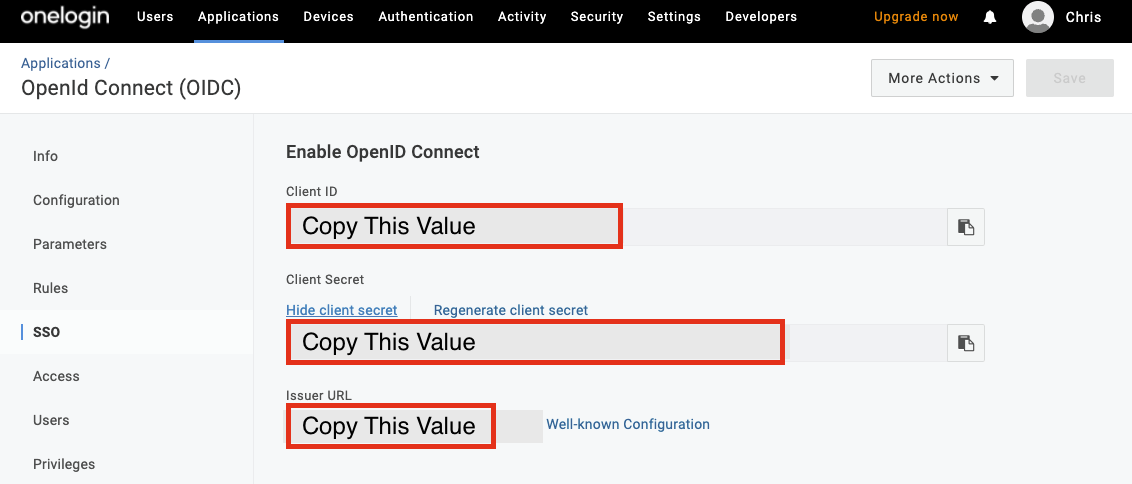 onelogin Users Applications Devices Authentication Activity Security Settings Developers Upgrade now Chris
Applications /
OpenId Connect (OIDC)
More Actions
Save
Info
Configuration
Parameters
Rules
SSO
Access
Users
Privileges
Enable OpenID Connect
Client ID
Copy This Value
Client Secret
Hide client secret Regenerate client secret
Copy This Value
Issuer URL
Copy This Value Well-known Configuration